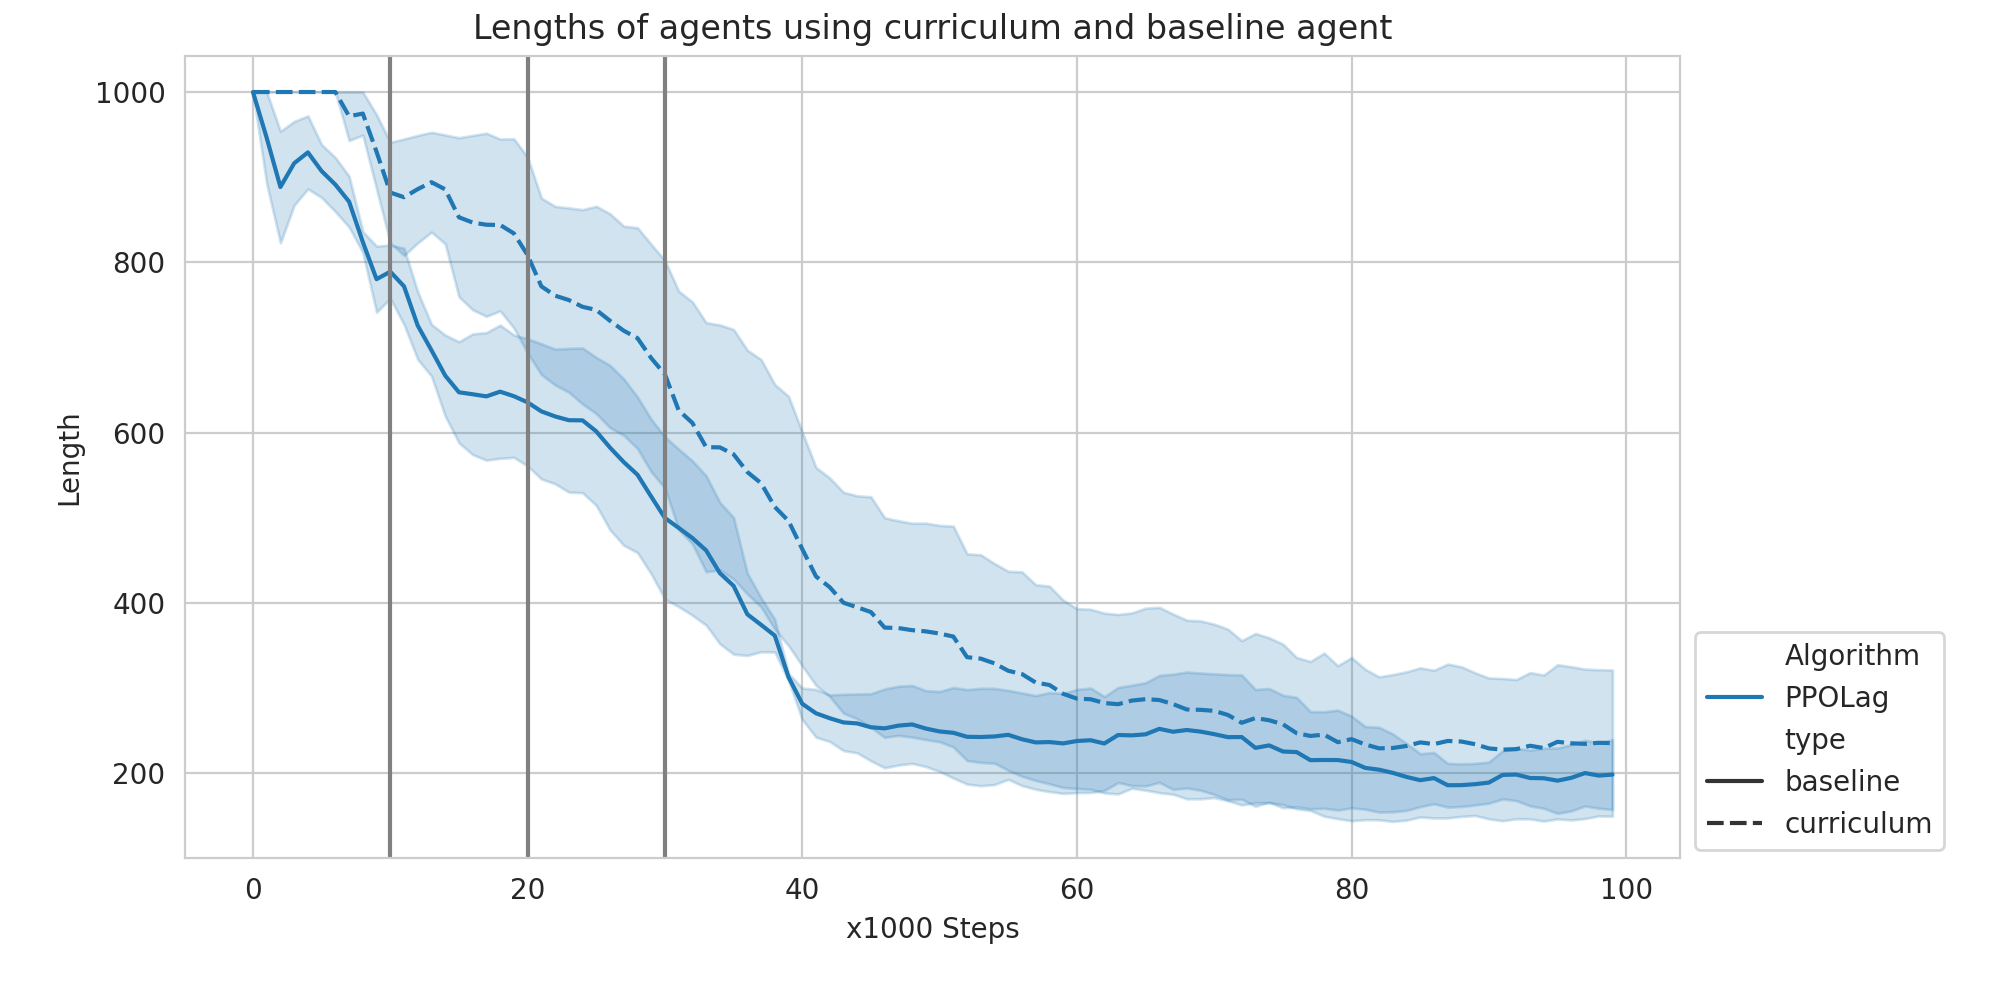 Lengths of agents using curriculum and baseline agent
1000
800
600
400
200
Length
0 20 40 60 80 100
x1000 Steps
Algorithm
PPOLag
type
baseline
curriculum